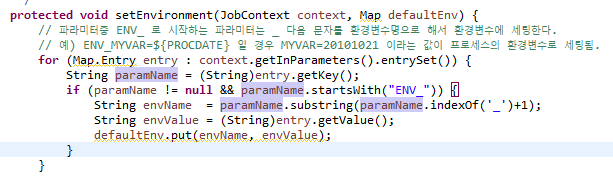 protected void setEnvironment(JobContext context, Map defaultEnv) {
// 파라미터중 ENV_ 로 시작하는 파라미터는 _ 다음 문자를 환경변수명으로 해서 환경변수에 세팅한다.
// 예) ENV_MYVAR=${PROCDATE} 일 경우 MYVAR=20101021 이라는 값이 프로세스의 환경변수로 세팅됨.
for (Map.Entry entry : context.getInParameters().entrySet()) {
String paramName = (String)entry.getKey();
if (paramName != null && paramName.startsWith("ENV_")) {
String envName  = paramName.substring(paramName.indexOf('_')+1);
String envValue = (String)entry.getValue();
defaultEnv.put(envName, envValue);
}
}